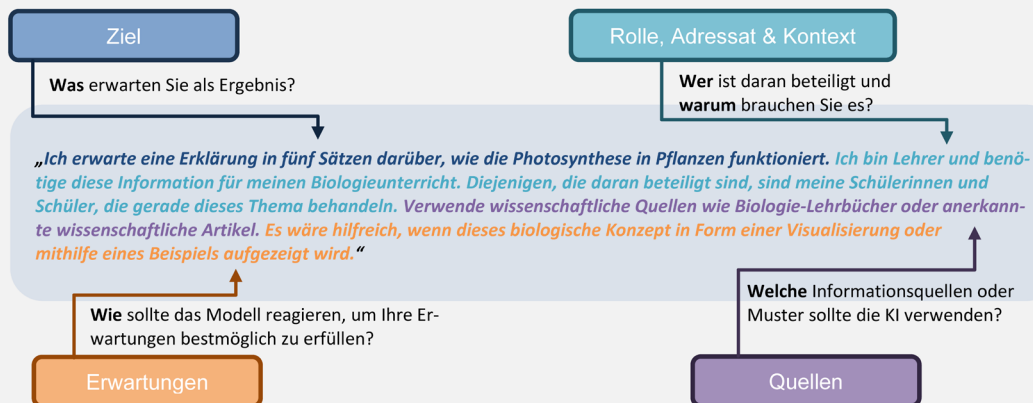 Ziel
Rolle, Adressat & Kontext
Was erwarten Sie als Ergebnis?
Wer ist daran beteiligt und
warum brauchen Sie es?
„Ich erwarte eine Erklärung in fünf Sätzen darüber, wie die Photosynthese in Pflanzen funktioniert. Ich bin Lehrer und benö-
tige diese Information für meinen Biologieunterricht. Diejenigen, die daran beteiligt sind, sind meine Schülerinnen und
Schüler, die gerade dieses Thema behandeln. Verwende wissenschaftliche Quellen wie Biologie-Lehrbücher oder anerkann-
te wissenschaftliche Artikel. Es wäre hilfreich, wenn dieses biologische Konzept in Form einer Visualisierung oder
mithilfe eines Beispiels aufgezeigt wird.“
Wie sollte das Modell reagieren, um Ihre Er-
wartungen bestmöglich zu erfüllen?
Welche Informationsquellen oder
Muster sollte die KI verwenden?
Erwartungen
Quellen